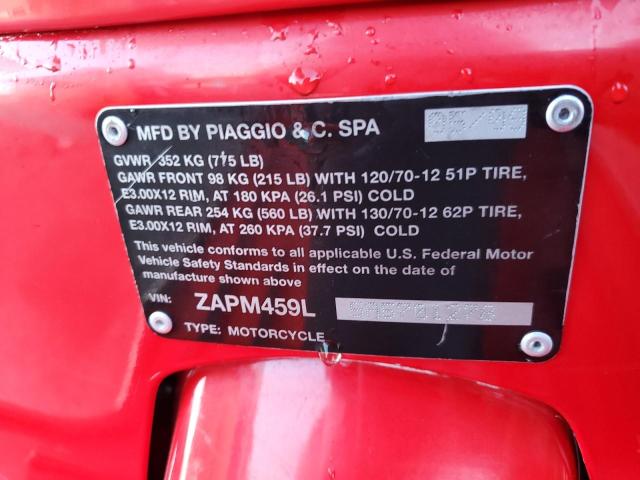 MFD BY PIAGGIO & C. SPA
GVWR 352 KG (775 LB)
GAWR FRONT 98 KG (215 LB) WITH 120/70-12 51P TIRE,
E3.00X12 RIM, AT 180 KPA (26.1 PSI) COLD
GAWR REAR 254 KG (560 LB) WITH 130/70-12 62P TIRE,
E3.00X12 RIM, AT 260 KPA (37.7 PSI) COLD
This vehicle conforms to all applicable U.S. Federal Motor
Vehicle Safety Standards in effect on the date of
manufacture shown above
VIN: ZAPM459L
TYPE: MOTORCYCLE